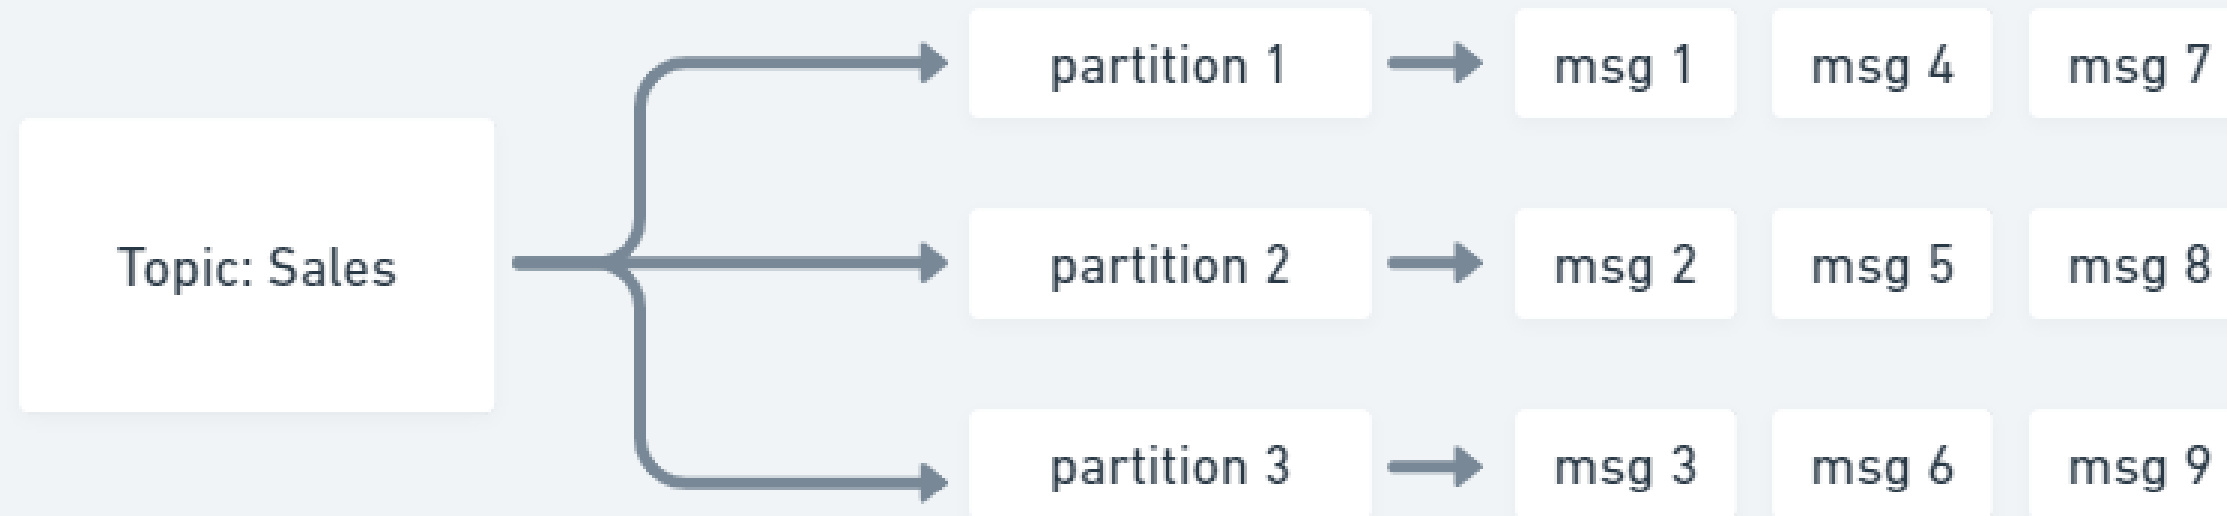 partition 1
msg 1
msg 4
msg 7
Topic: Sales
partition 2
msg 2
msg 5
msg 8
partition 3
msg 3
msg 6
msg 9